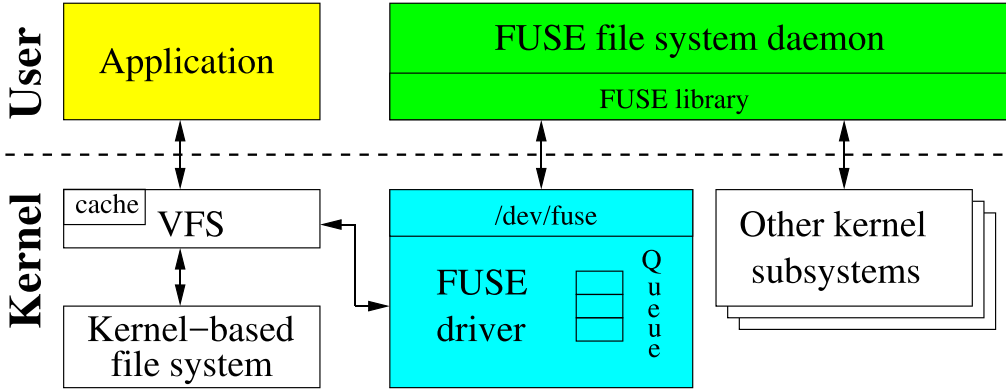 User
Application
FUSE file system daemon
FUSE library
Kernel
cache
VFS
/dev/fuse
FUSE
driver
Queue
Other kernel
subsystems
Kernel−based
file system